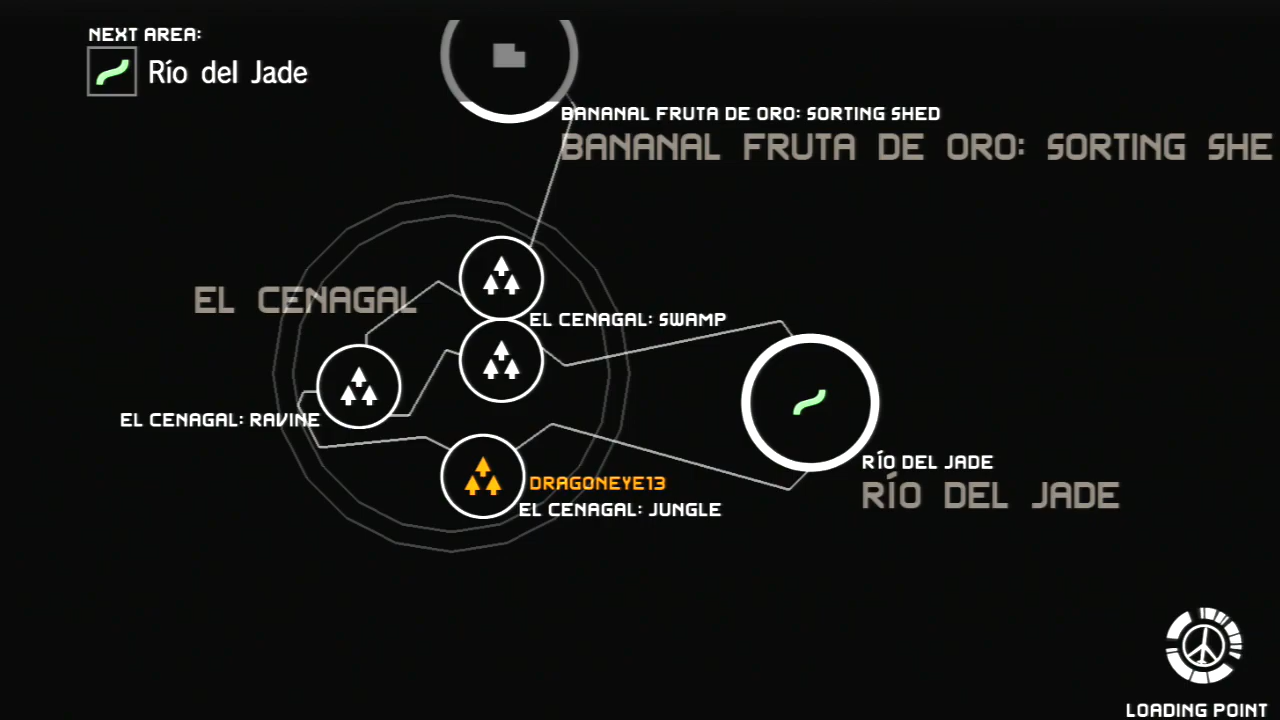 NEXT AREA:
Río del Jade
BANANAL FRUTA DE ORO: SORTING SHED
BANANAL FRUTA DE ORO: SORTING SHE
EL CENAGAL
EL CENAGAL: SWAMP
EL CENAGAL: RAVINE
RÍO DEL JADE
RÍO DEL JADE
DRAGONEYE13
EL CENAGAL: JUNGLE
LOADING POINT